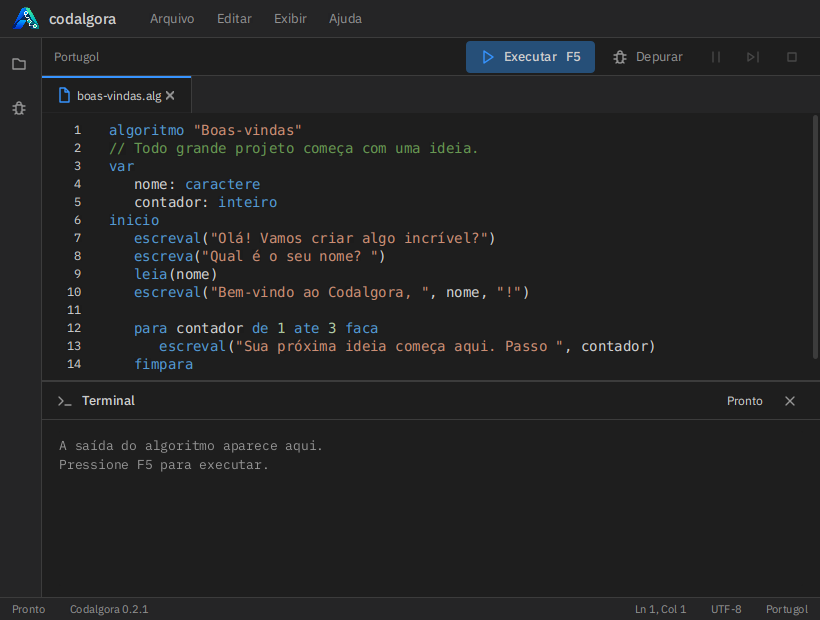 codalgora Arquivo Editar Exibir Ajuda
Portugol Executar F5 Depurar
boas-vindas.alg
1 algoritmo "Boas-vindas"
2 // Todo grande projeto começa com uma ideia.
3 var
4 nome: caractere
5 contador: inteiro
6 inicio
7 escreval("Olá! Vamos criar algo incrível?")
8 escreva("Qual é o seu nome? ")
9 leia(nome)
10 escreval("Bem-vindo ao Codalgora, ", nome, "!")
11
12 para contador de 1 ate 3 faca
13 escreval("Sua próxima ideia começa aqui. Passo ", contador)
14 fimpara
Terminal Pronto
A saída do algoritmo aparece aqui.
Pressione F5 para executar.
Pronto Codalgora 0.2.1 Ln 1, Col 1 UTF-8 Portugol